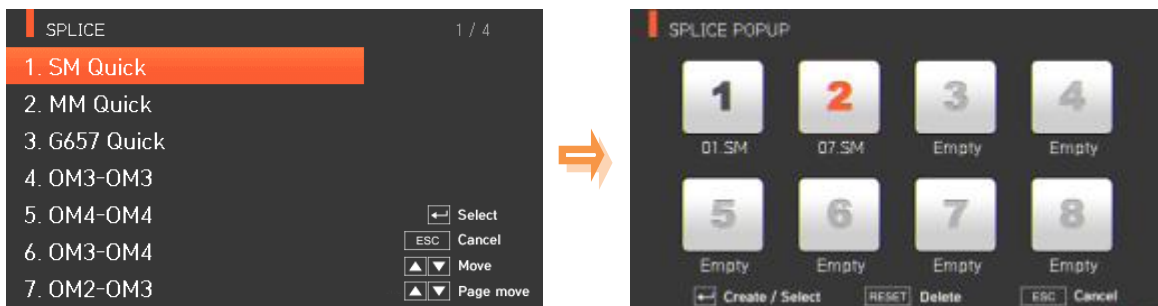 SPLICE 1 / 4
1. SM Quick
2. MM Quick
3. G657 Quick
4. OM3-OM3
5. OM4-OM4
6. OM3-OM4
7. OM2-OM3
Select
ESC Cancel
Move
Page move
SPLICE POPUP
1 2 3 4
01.SM 07.SM Empty Empty
5 6 7 8
Empty Empty Empty Empty
Create / Select RESET Delete ESC Cancel